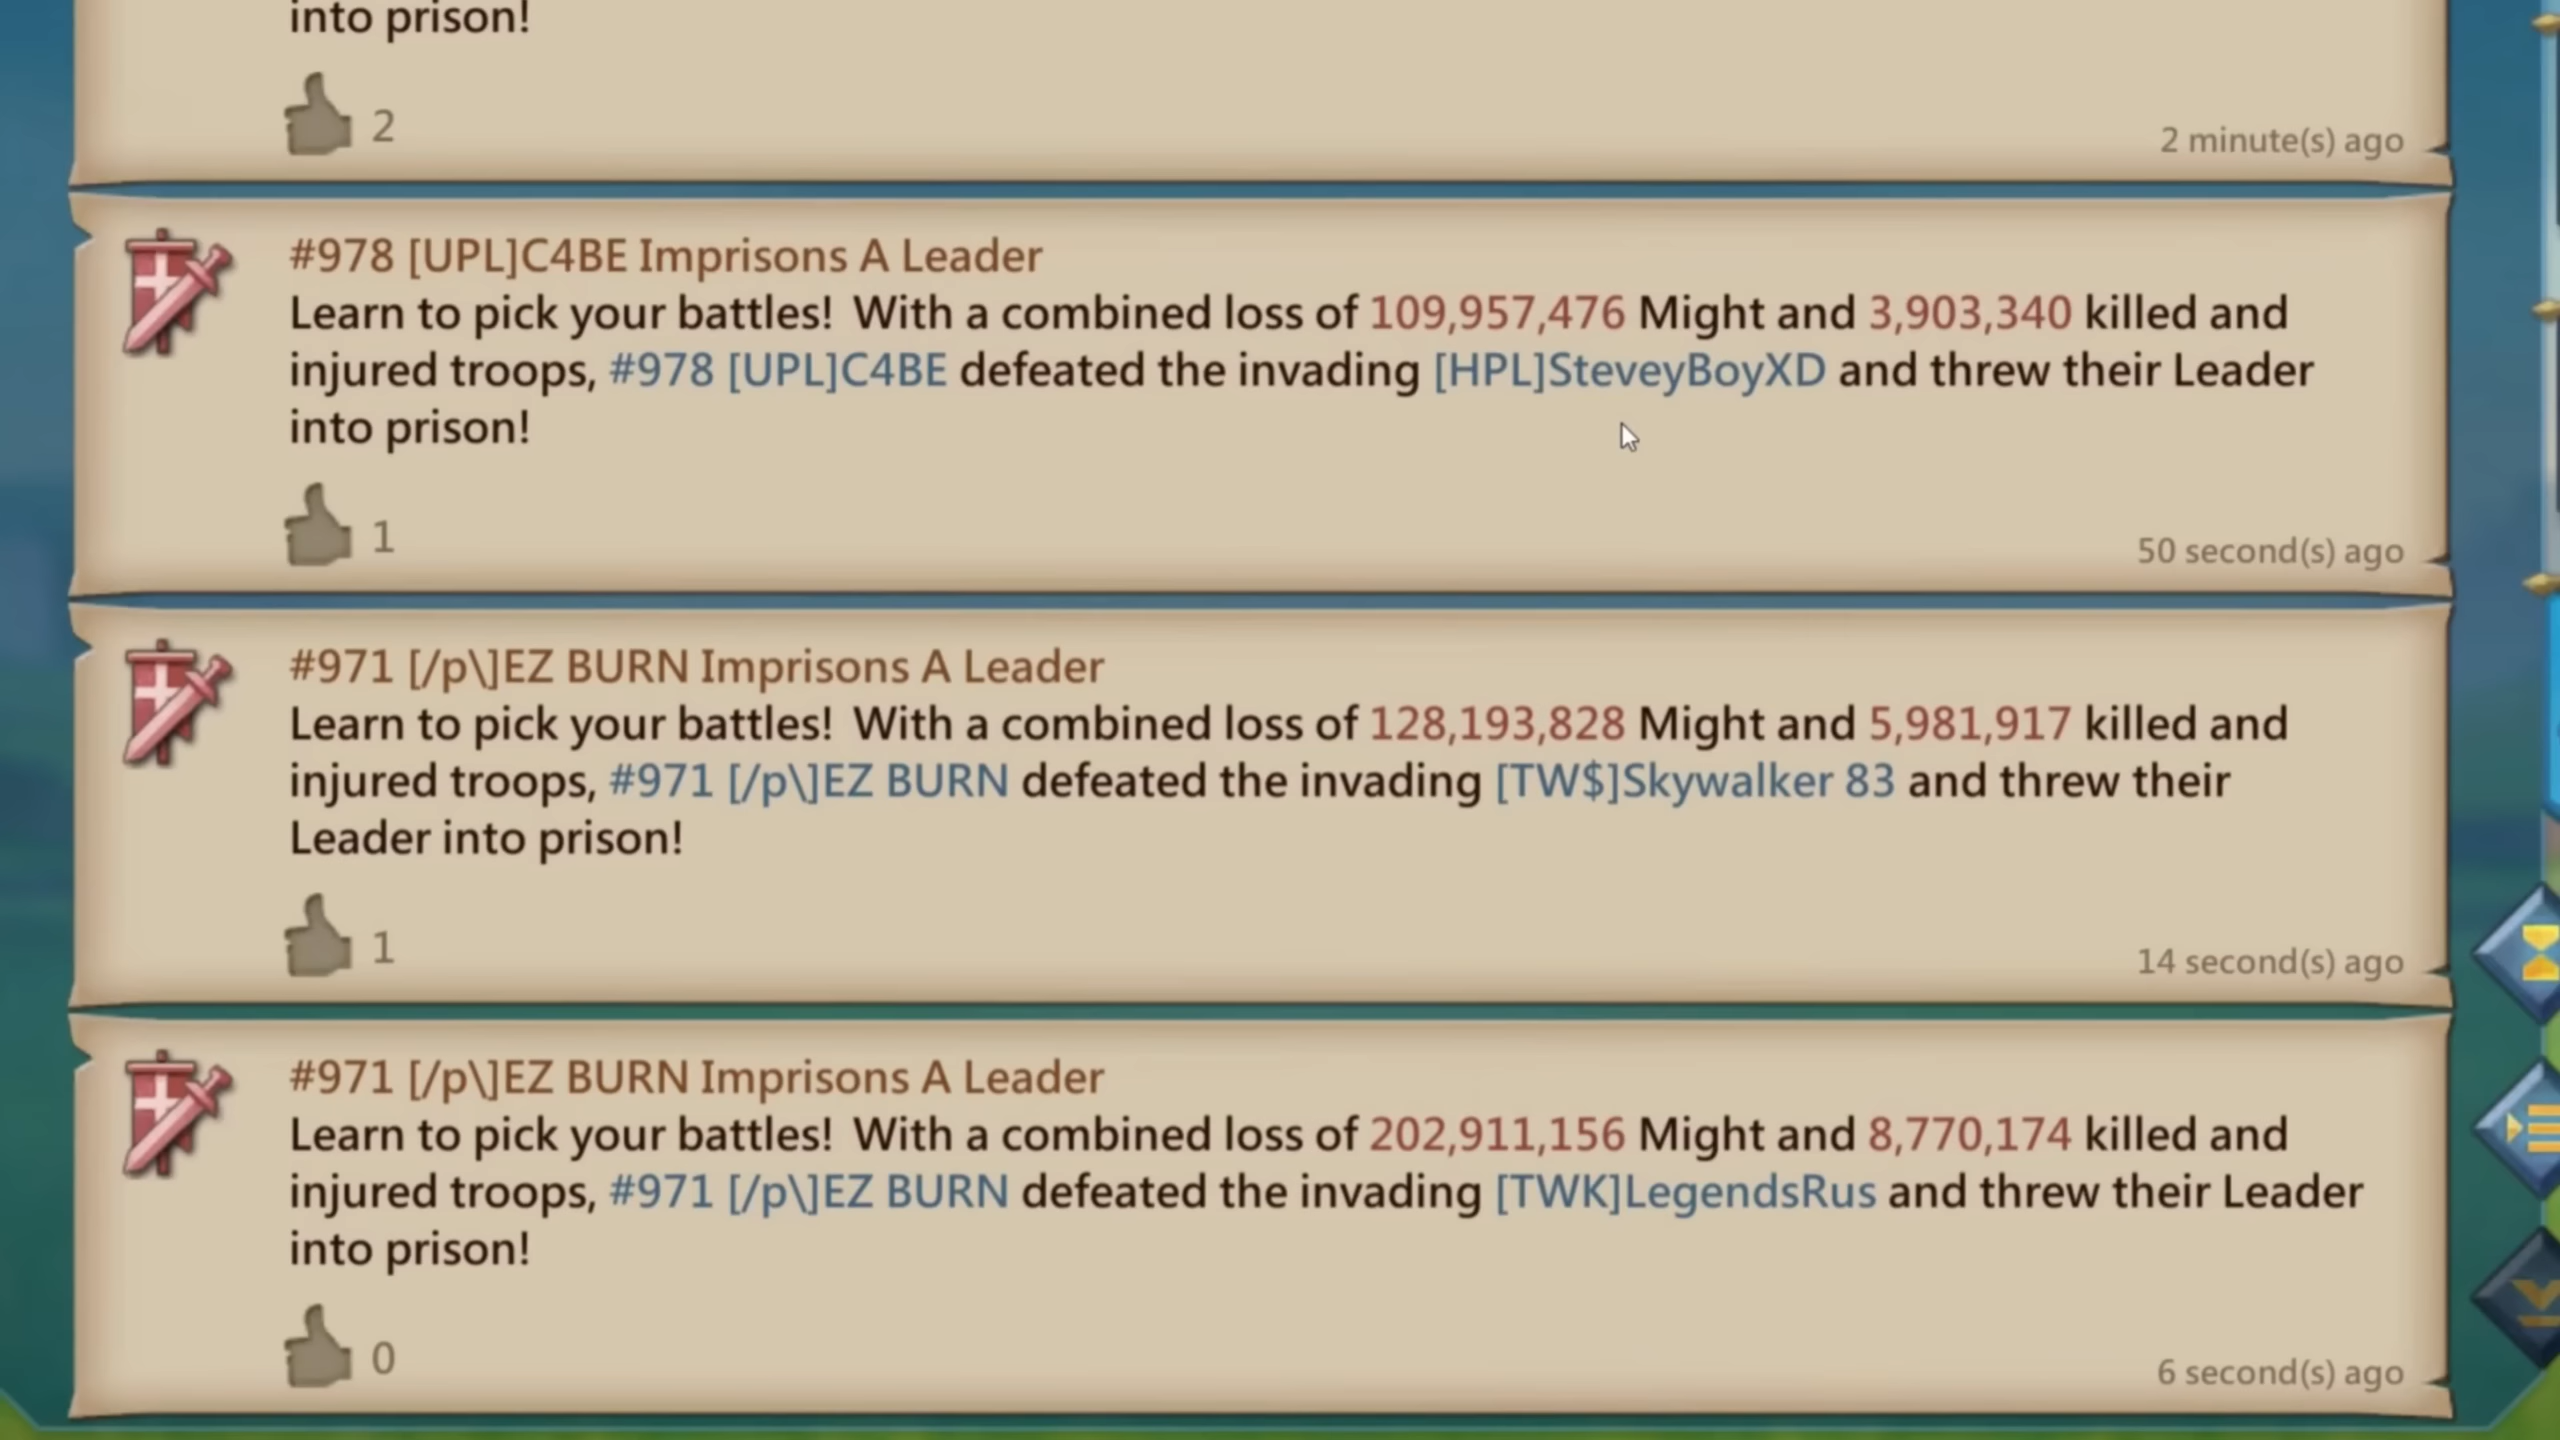 into prison!
2
2 minute(s) ago
#978 [UPL]C4BE Imprisons A Leader
Learn to pick your battles!  With a combined loss of 109,957,476 Might and 3,903,340 killed and
injured troops, #978 [UPL]C4BE defeated the invading [HPL]SteveyBoyXD and threw their Leader
into prison!
1
50 second(s) ago
#971 [/p\]EZ BURN Imprisons A Leader
Learn to pick your battles!  With a combined loss of 128,193,828 Might and 5,981,917 killed and
injured troops, #971 [/p\]EZ BURN defeated the invading [TW$]Skywalker 83 and threw their
Leader into prison!
1
14 second(s) ago
#971 [/p\]EZ BURN Imprisons A Leader
Learn to pick your battles!  With a combined loss of 202,911,156 Might and 8,770,174 killed and
injured troops, #971 [/p\]EZ BURN defeated the invading [TWK]LegendsRus and threw their Leader
into prison!
0
6 second(s) ago